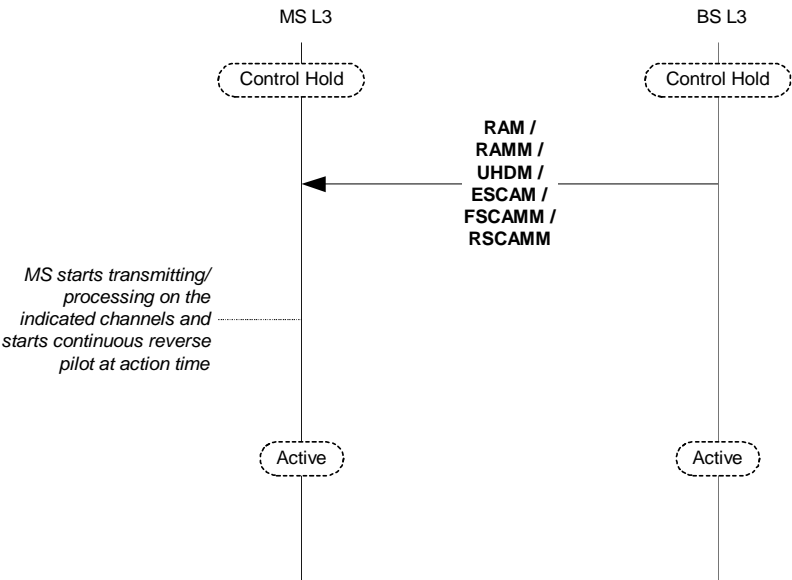 MS L3
BS L3
Control Hold
Control Hold
RAM /
RAMM /
UHDM /
ESCAM /
FSCAMM /
RSCAMM
MS starts transmitting/
processing on the
indicated channels and
starts continuous reverse
pilot at action time
Active
Active